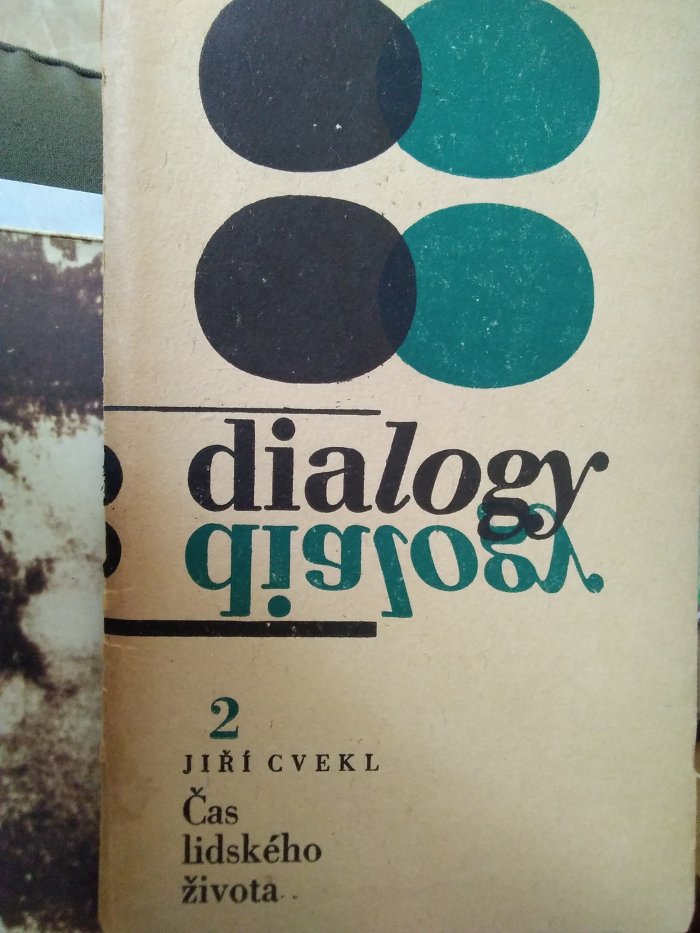 dialogy
dialogy
2
JIŘÍ CVEKL
Čas
lidského
života